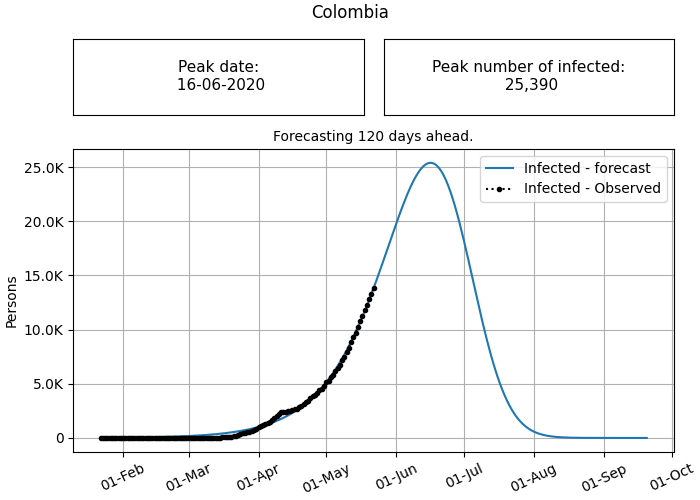 Colombia
Peak date:
16-06-2020
Peak number of infected:
25,390
Forecasting 120 days ahead.
Infected - forecast
Infected - Observed
Persons
25.0K
20.0K
15.0K
10.0K
5.0K
0
01-Feb
01-Mar
01-Apr
01-May
01-Jun
01-Jul
01-Aug
01-Sep
01-Oct